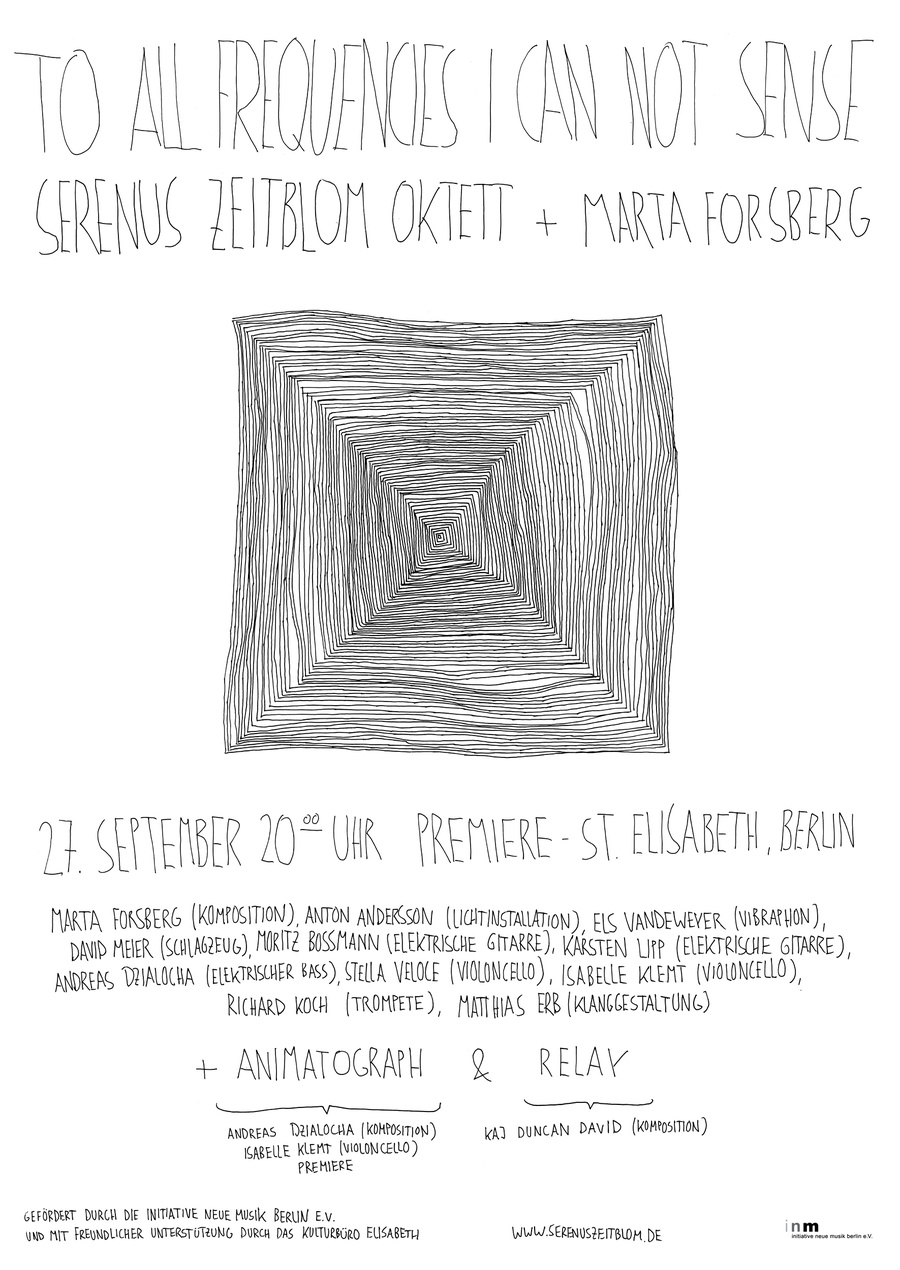 TO ALL FREQUENCIES I CAN NOT SENSE
SERENUS ZEITBLOM OKTETT + MARTA FORSBERG
27. SEPTEMBER 20⁰⁰ UHR PREMIERE - ST. ELISABETH, BERLIN
MARTA FORSBERG (KOMPOSITION), ANTON ANDERSSON (LICHTINSTALLATION), ELS VANDEWEYER (VIBRAPHON),
DAVID MEIER (SCHLAGZEUG), MORITZ BOSSMANN (ELEKTRISCHE GITARRE), KARSTEN LIPP (ELEKTRISCHE GITARRE),
ANDREAS DZIALOCHA (ELEKTRISCHER BASS), STELLA VELOCE (VIOLONCELLO), ISABELLE KLEMT (VIOLONCELLO),
RICHARD KOCH (TROMPETE), MATTHIAS ERB (KLANGGESTALTUNG)
+ ANIMATOGRAPH & RELAY
ANDREAS DZIALOCHA (KOMPOSITION)
ISABELLE KLEMT (VIOLONCELLO)
PREMIERE
KAJ DUNCAN DAVID (KOMPOSITION)
GEFÖRDERT DURCH DIE INITIATIVE NEUE MUSIK BERLIN E.V.
UND MIT FREUNDLICHER UNTERSTÜTZUNG DURCH DAS KULTURBÜRO ELISABETH
WWW.SERENUSZEITBLOM.DE
inm
initiative neue musik berlin e.V.